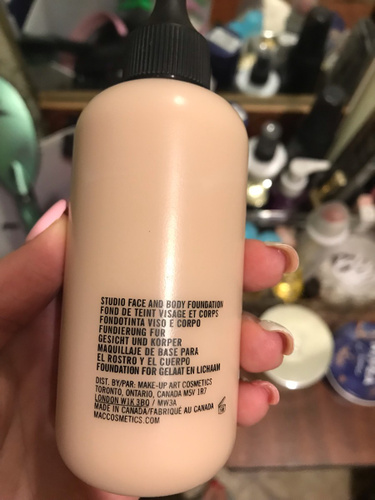 STUDIO FACE AND BODY FOUNDATION
FOND DE TEINT VISAGE ET CORPS
FONDOTINTA VISO E CORPO
FUNDIERUNG FUR
GESICHT UND KÖRPER
MAQUILLAJE DE BASE PARA
EL ROSTRO Y EL CUERPO
FOUNDATION FOR GELAAT EN LICHAAM
DIST. BY/PAR: MAKE-UP ART COSMETICS
TORONTO, ONTARIO, CANADA M5V 1R7
LONDON W1K 3BQ / MW3A
MADE IN CANADA/FABRIQUÉ AU CANADA
MACCOSMETICS.COM